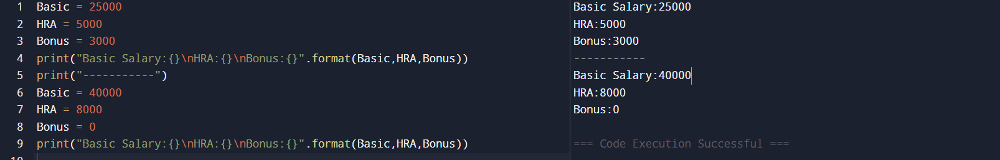 1 Basic = 25000
2 HRA = 5000
3 Bonus = 3000
4 print("Basic Salary:{}\nHRA:{}\nBonus:{}".format(Basic,HRA,Bonus))
5 print("-----------")
6 Basic = 40000
7 HRA = 8000
8 Bonus = 0
9 print("Basic Salary:{}\nHRA:{}\nBonus:{}".format(Basic,HRA,Bonus))
10
Basic Salary:25000
HRA:5000
Bonus:3000
-----------
Basic Salary:40000
HRA:8000
Bonus:0
=== Code Execution Successful ===